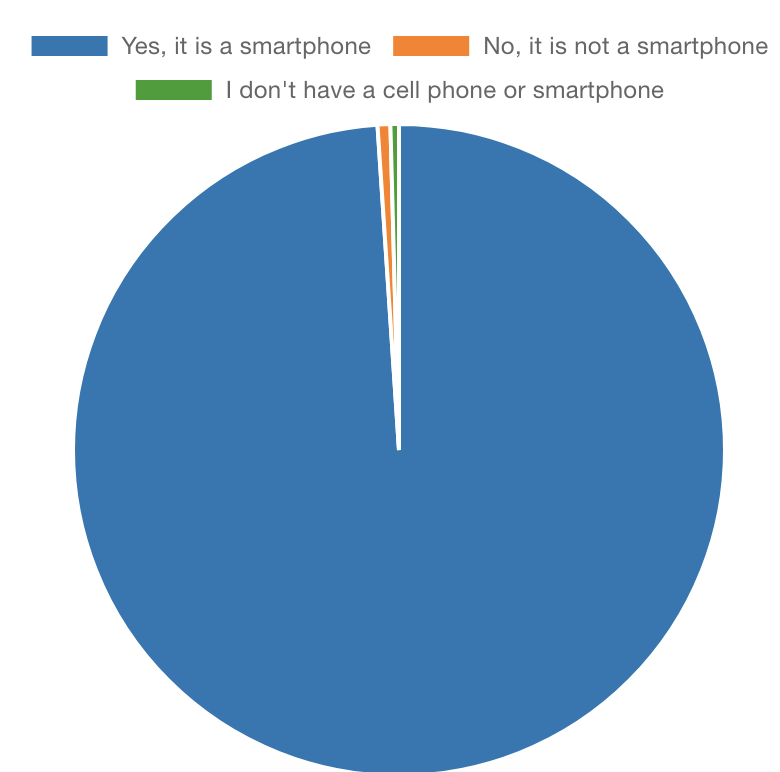 Yes, it is a smartphone No, it is not a smartphone
I don't have a cell phone or smartphone